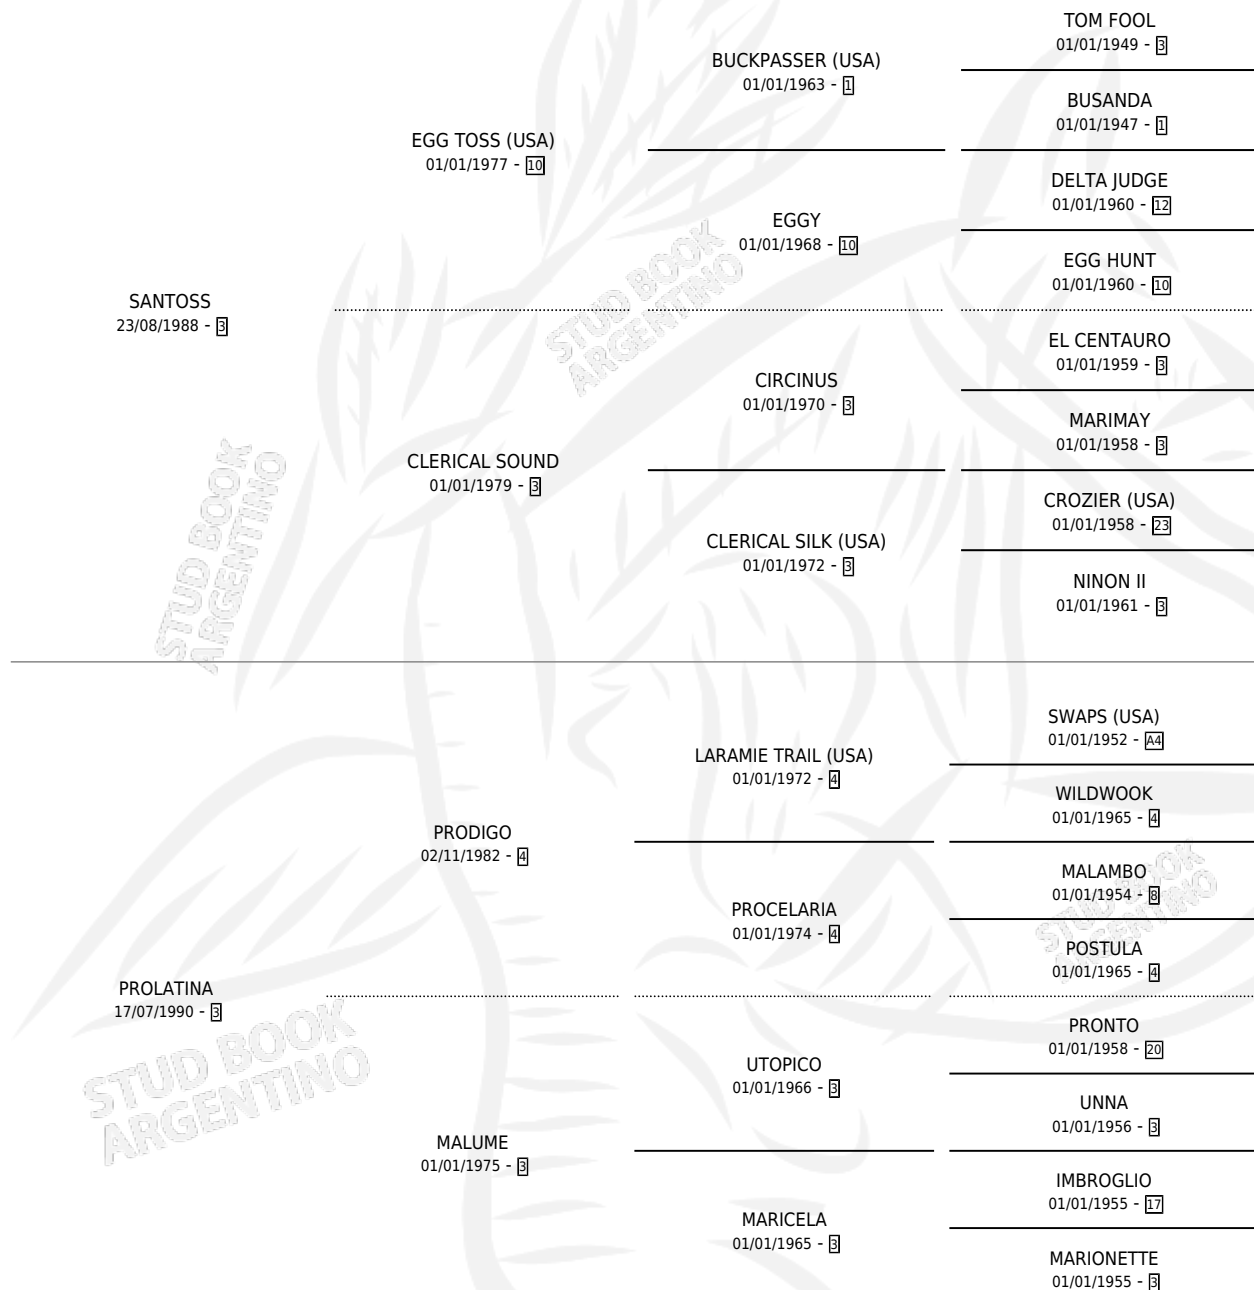 TOM FOOL
01/01/1949 - 3
BUCKPASSER (USA)
01/01/1963 - 1
BUSANDA
01/01/1947 - 1
EGG TOSS (USA)
01/01/1977 - 10
DELTA JUDGE
01/01/1960 - 12
EGGY
01/01/1968 - 10
EGG HUNT
01/01/1960 - 10
SANTOSS
23/08/1988 - 3
EL CENTAURO
01/01/1959 - 3
CIRCINUS
01/01/1970 - 3
MARIMAY
01/01/1958 - 3
CLERICAL SOUND
01/01/1979 - 3
CROZIER (USA)
01/01/1958 - 23
CLERICAL SILK (USA)
01/01/1972 - 3
NINON II
01/01/1961 - 3
SWAPS (USA)
01/01/1952 - A4
LARAMIE TRAIL (USA)
01/01/1972 - 4
WILDWOOK
01/01/1965 - 4
PRODIGO
02/11/1982 - 4
MALAMBO
01/01/1954 - 8
PROCELARIA
01/01/1974 - 4
POSTULA
01/01/1965 - 4
PROLATINA
17/07/1990 - 3
PRONTO
01/01/1958 - 20
UTOPICO
01/01/1966 - 3
UNNA
01/01/1956 - 3
MALUME
01/01/1975 - 3
IMBROGLIO
01/01/1955 - 17
MARICELA
01/01/1965 - 3
MARIONETTE
01/01/1955 - 3
STUD BOOK
ARGENTINO
STUD BOOK
ARGENTINO
STUD BOOK
ARGENTINO
STUD BOOK
ARGENTINO